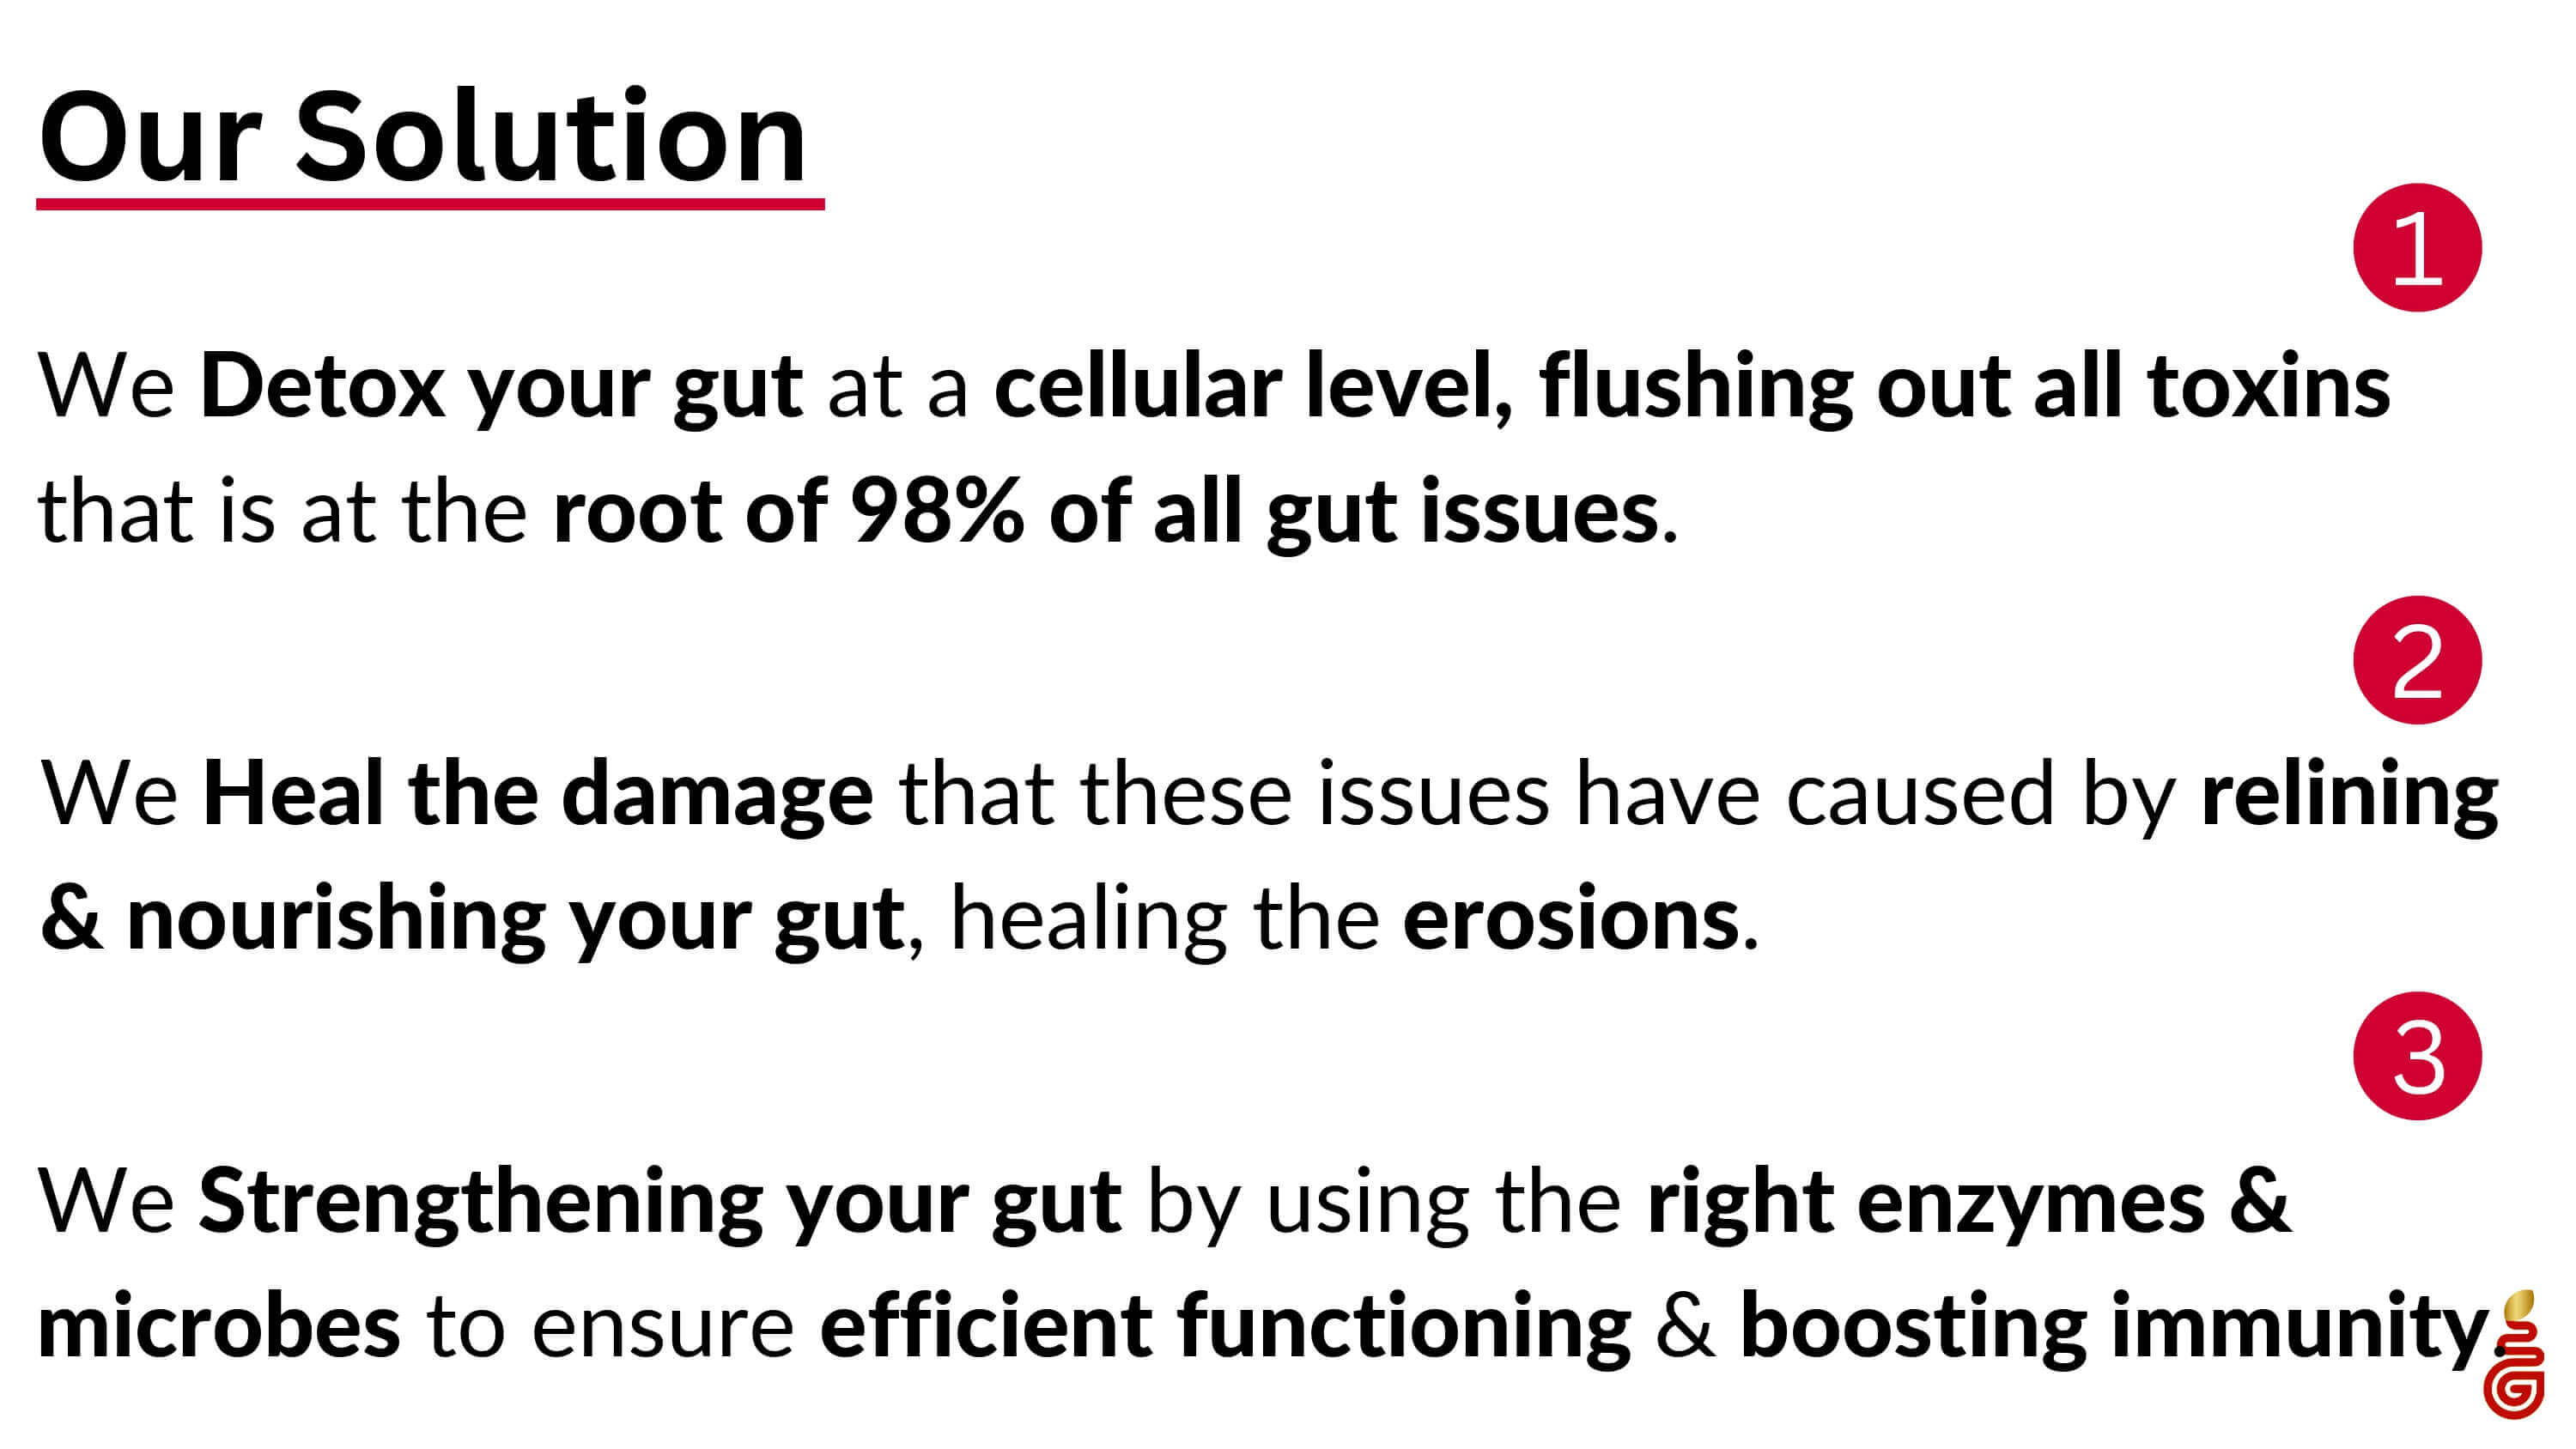 Our Solution
1
We Detox your gut at a cellular level, flushing out all toxins
that is at the root of 98% of all gut issues.
2
We Heal the damage that these issues have caused by relining
& nourishing your gut, healing the erosions.
3
We Strengthening your gut by using the right enzymes &
microbes to ensure efficient functioning & boosting immunity.
G